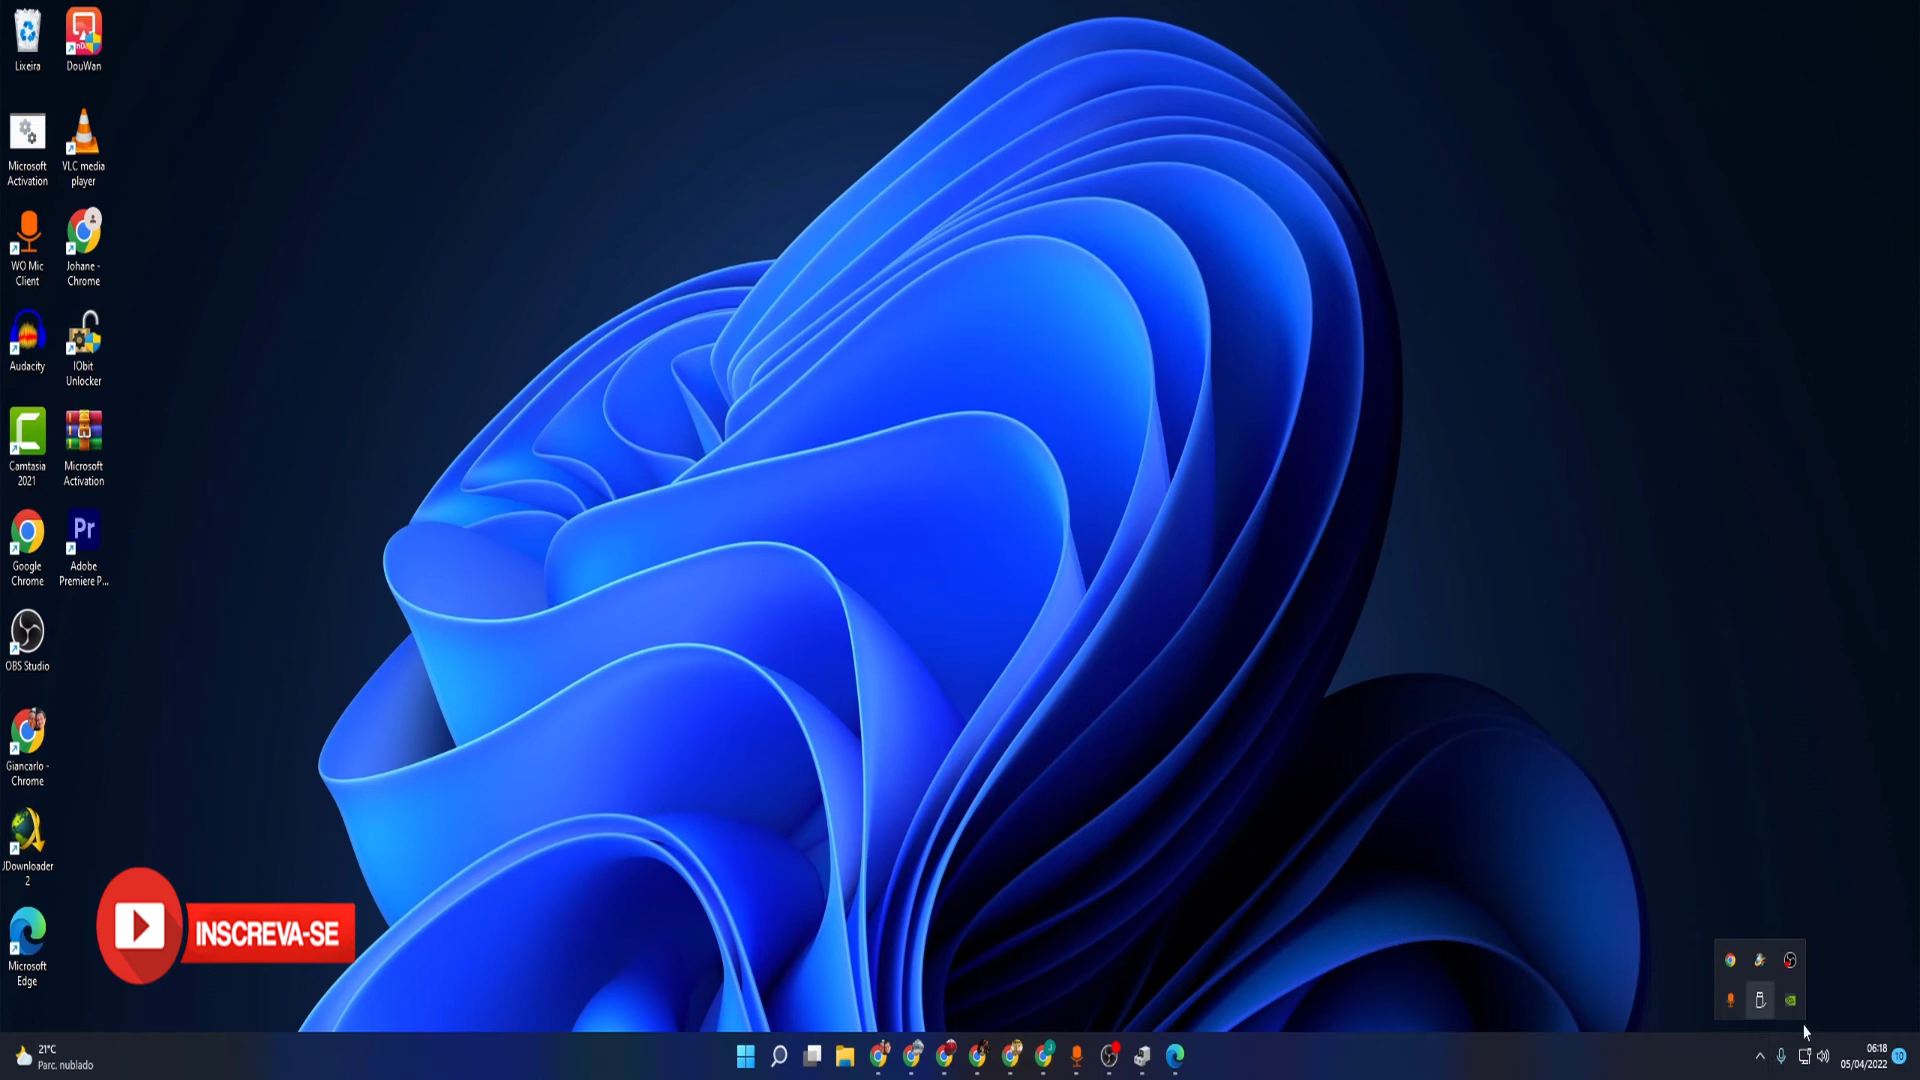 Lixeira
DouWan
Microsoft
Activation
VLC media
player
WO Mic
Client
Johane -
Chrome
Audacity
IObit
Unlocker
Camtasia
2021
Microsoft
Activation
Google
Chrome
Pr
Adobe
Premiere P...
OBS Studio
Giancarlo -
Chrome
JDownloader
2
Microsoft
Edge
INSCREVA-SE
21°C
Parc. nublado
06:18
05/04/2022
10